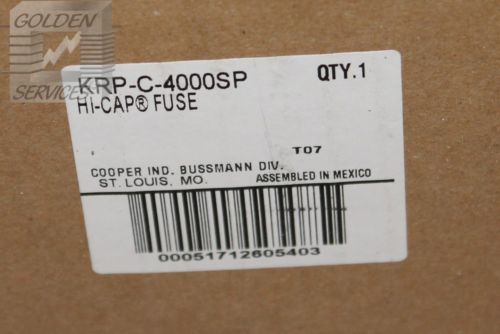 GOLDEN
SERVICES
KRP-C-4000SP QTY.1
HI-CAP® FUSE
T07
COOPER IND. BUSSMANN DIV.
ST. LOUIS, MO. ASSEMBLED IN MEXICO
00051712605403